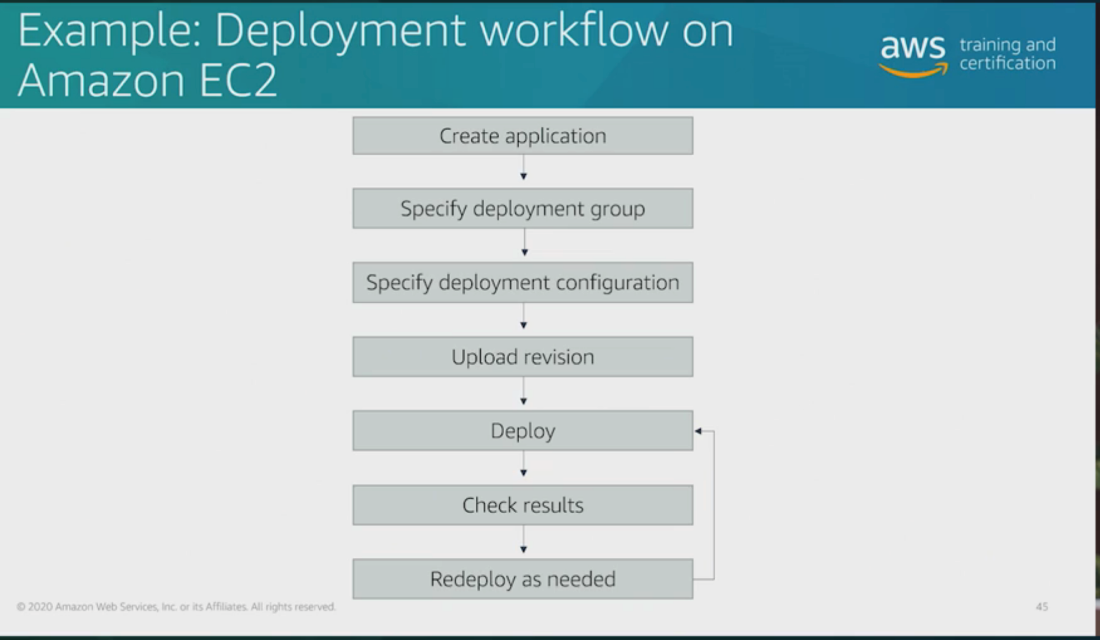 Example: Deployment workflow on
Amazon EC2
aws
training and
certification
Create application
Specify deployment group
Specify deployment configuration
Upload revision
Deploy
Check results
Redeploy as needed
© 2020 Amazon Web Services, Inc. or its Affiliates. All rights reserved.
45